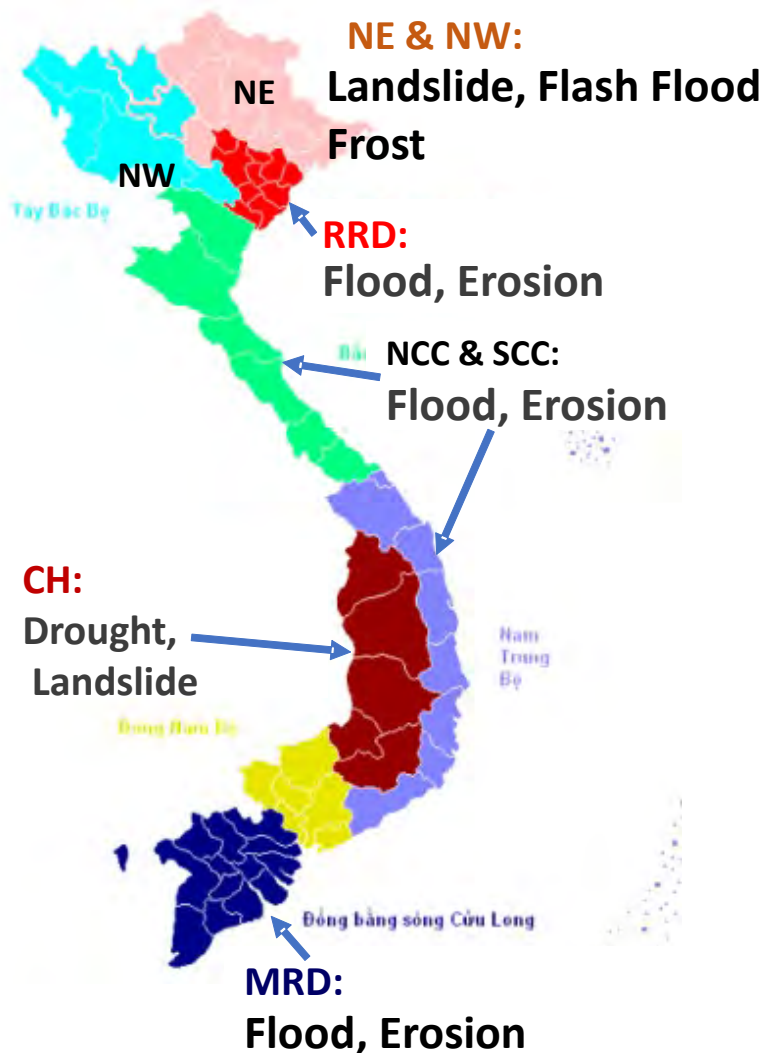 NE & NW:
NE
Landslide, Flash Flood
Frost
NW
Tây Bắc Bộ
RRD:
Flood, Erosion
NCC & SCC:
Flood, Erosion
CH:
Drought,
Landslide
Nam
Trung
Bộ
Đông Nam Bộ
Đồng bằng sông Cửu Long
MRD:
Flood, Erosion